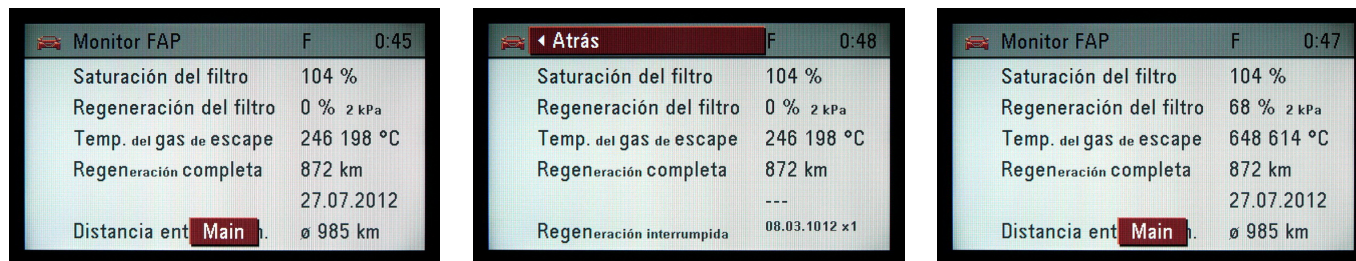 Monitor FAP F 0:45
Saturación del filtro 104 %
Regeneración del filtro 0 % 2 kPa
Temp. del gas de escape 246 198 °C
Regeneración completa 872 km
27.07.2012
Distancia ent Main n. ø 985 km
Atrás F 0:48
Saturación del filtro 104 %
Regeneración del filtro 0 % 2 kPa
Temp. del gas de escape 246 198 °C
Regeneración completa 872 km
---
Regeneración interrumpida 08.03.1012 x1
Monitor FAP F 0:47
Saturación del filtro 104 %
Regeneración del filtro 68 % 2 kPa
Temp. del gas de escape 648 614 °C
Regeneración completa 872 km
27.07.2012
Distancia ent Main n. ø 985 km